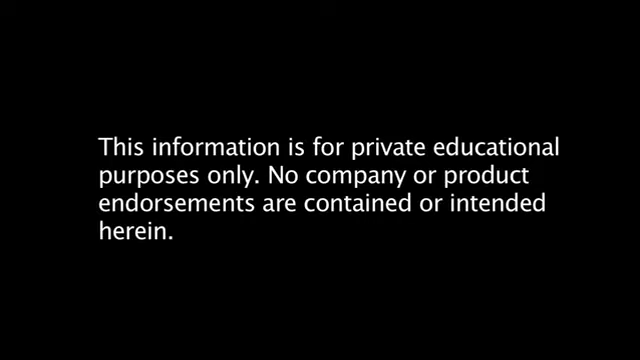 This information is for private educational
purposes only. No company or product
endorsements are contained or intended
herein.